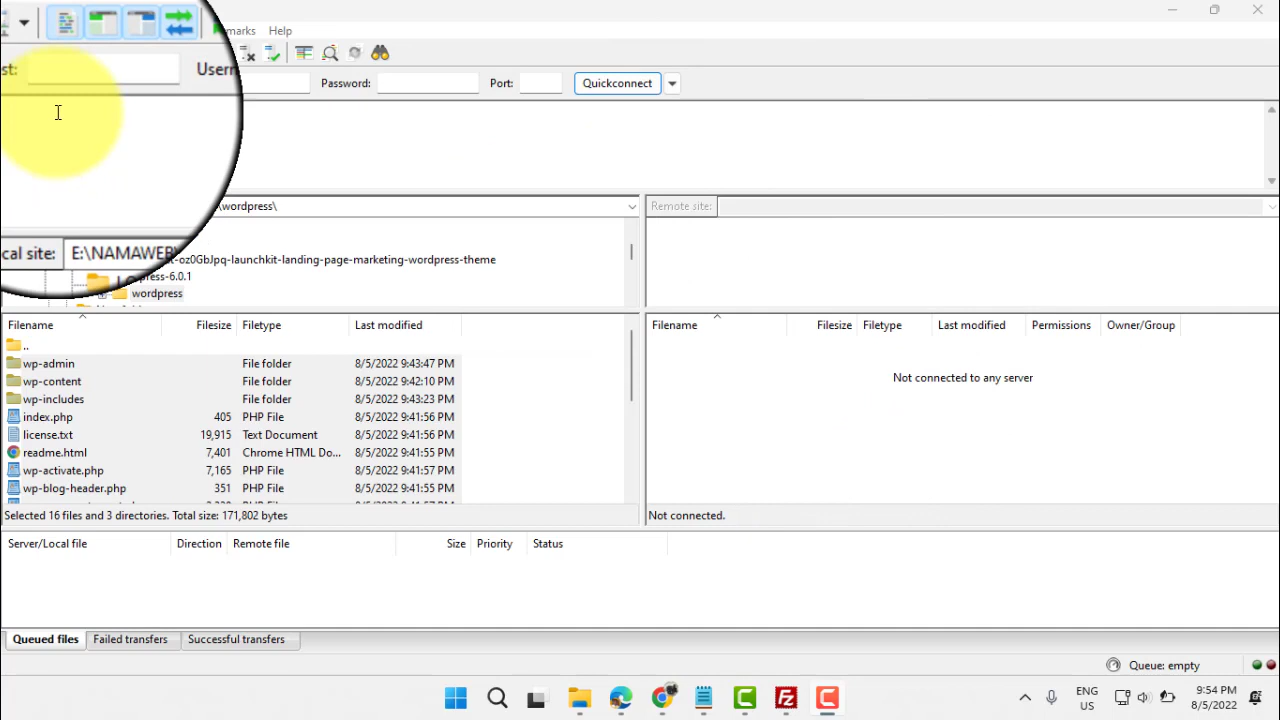 marks Help
st: Usern Password: Port: Quickconnect
cal site: E:\NAMAWEB\ \wordpress\ Remote site:
t-oz0GbJpq-launchkit-landing-page-marketing-wordpress-theme
press-6.0.1
wordpress
Filename Filesize Filetype Last modified
..
wp-admin File folder 8/5/2022 9:43:47 PM
wp-content File folder 8/5/2022 9:42:10 PM
wp-includes File folder 8/5/2022 9:43:23 PM
index.php 405 PHP File 8/5/2022 9:41:56 PM
license.txt 19,915 Text Document 8/5/2022 9:41:56 PM
readme.html 7,401 Chrome HTML Do... 8/5/2022 9:41:55 PM
wp-activate.php 7,165 PHP File 8/5/2022 9:41:57 PM
wp-blog-header.php 351 PHP File 8/5/2022 9:41:55 PM
Selected 16 files and 3 directories. Total size: 171,802 bytes
Filename Filesize Filetype Last modified Permissions Owner/Group
Not connected to any server
Not connected.
Server/Local file Direction Remote file Size Priority Status
Queued files Failed transfers Successful transfers
Queue: empty
ENG
US
9:54 PM
8/5/2022